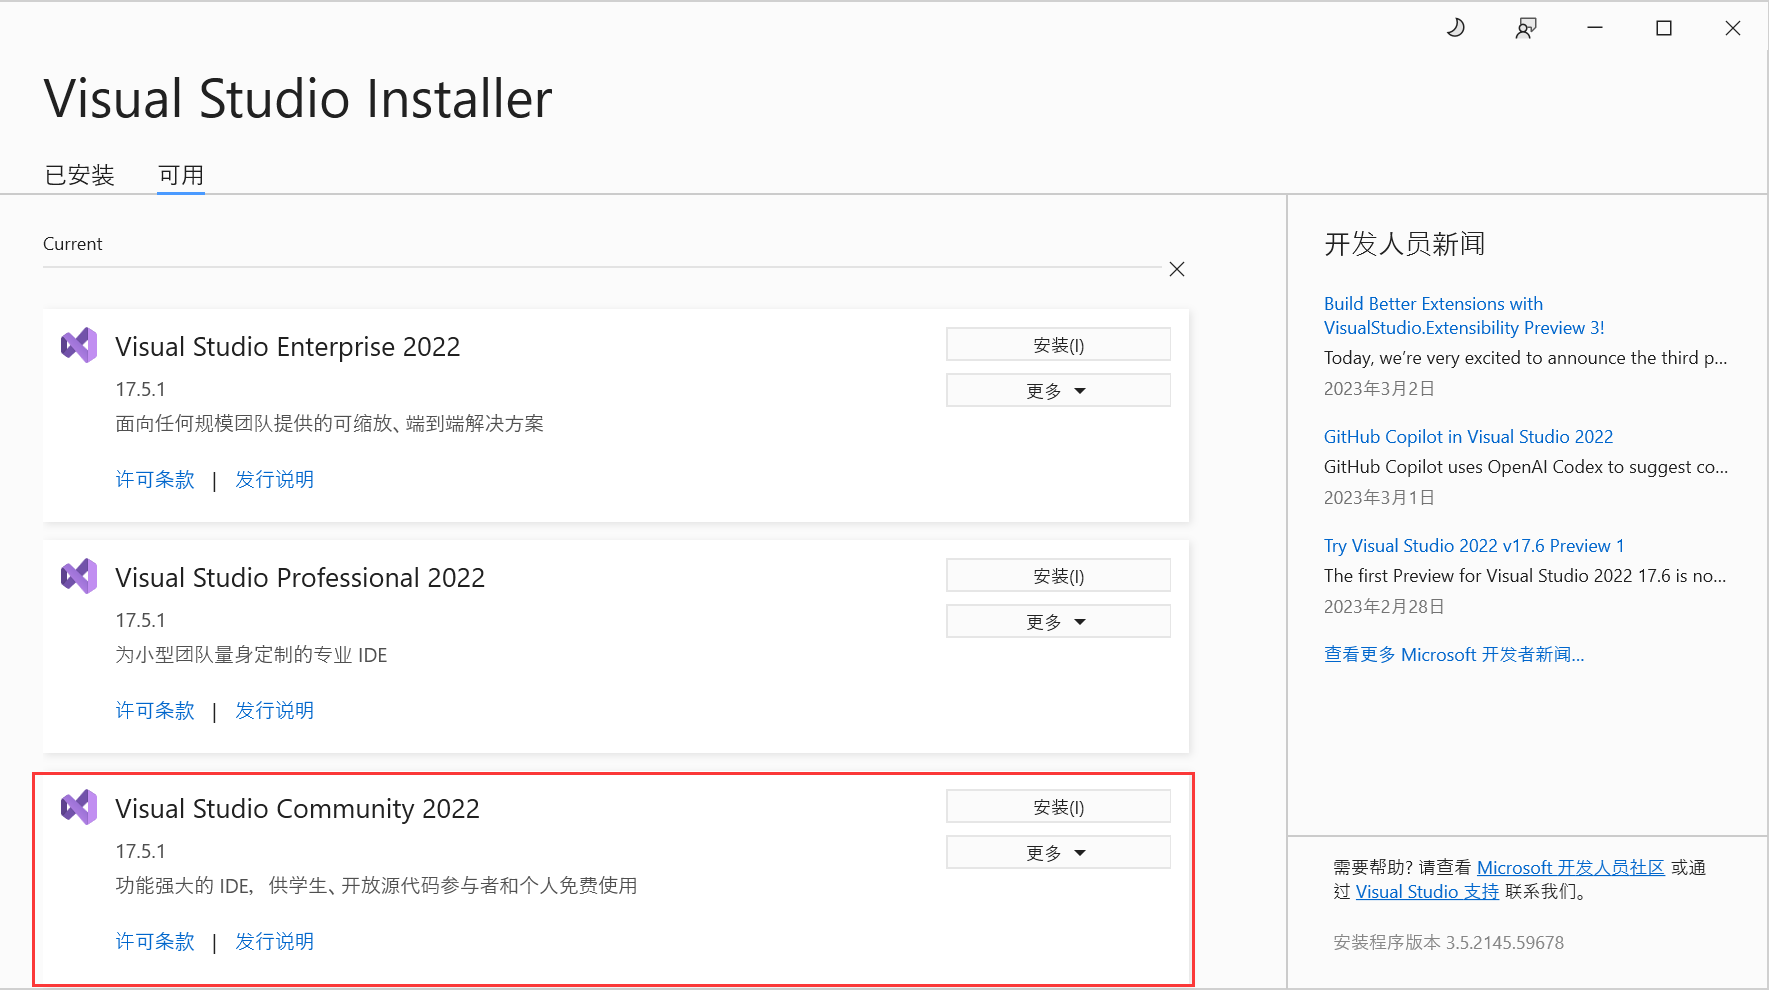 Visual Studio Installer
已安装
可用
Current
Visual Studio Enterprise 2022
安装(I)
17.5.1
更多
面向任何规模团队提供的可缩放、端到端解决方案
许可条款 | 发行说明
Visual Studio Professional 2022
安装(I)
17.5.1
更多
为小型团队量身定制的专业 IDE
许可条款 | 发行说明
Visual Studio Community 2022
安装(I)
17.5.1
更多
功能强大的 IDE，供学生、开放源代码参与者和个人免费使用
许可条款 | 发行说明
开发人员新闻
Build Better Extensions with
VisualStudio.Extensibility Preview 3!
Today, we’re very excited to announce the third p...
2023年3月2日
GitHub Copilot in Visual Studio 2022
GitHub Copilot uses OpenAI Codex to suggest co...
2023年3月1日
Try Visual Studio 2022 v17.6 Preview 1
The first Preview for Visual Studio 2022 17.6 is no...
2023年2月28日
查看更多 Microsoft 开发者新闻...
需要帮助? 请查看 Microsoft 开发人员社区 或通
过 Visual Studio 支持 联系我们。
安装程序版本 3.5.2145.59678